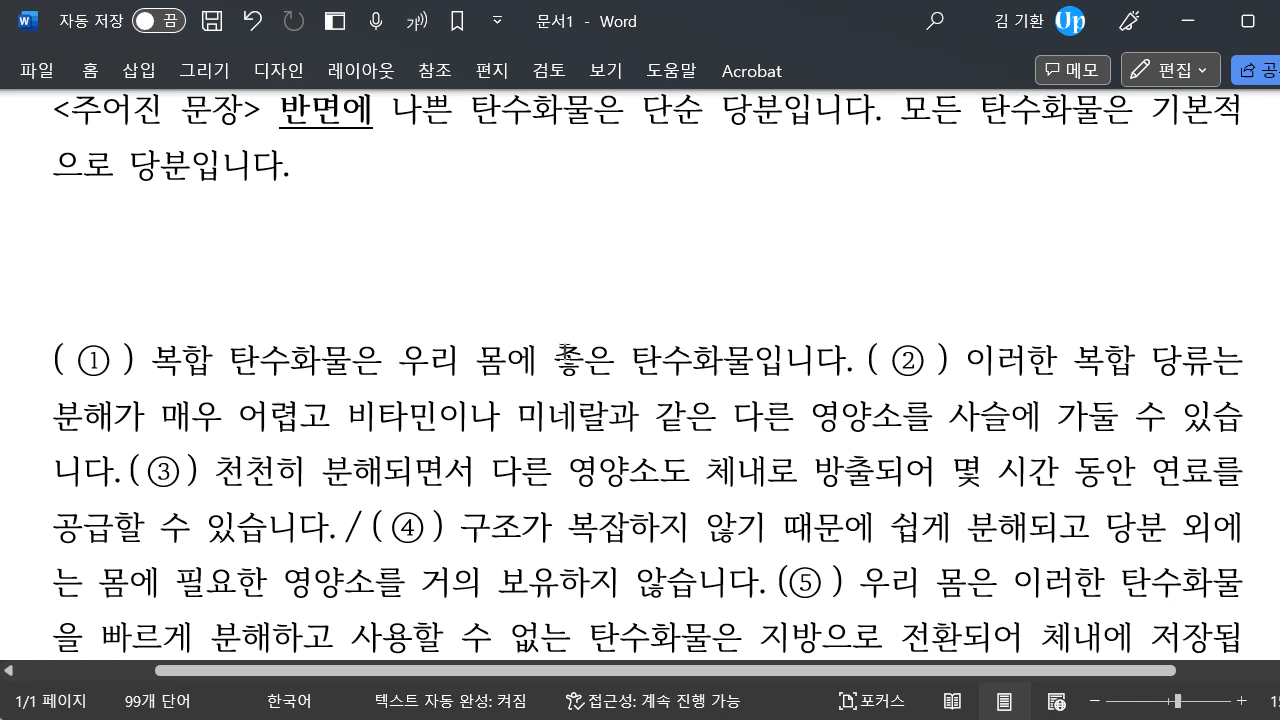 자동 저장 끔 문서1 - Word 김 기환 Up
파일 홈 삽입 그리기 디자인 레이아웃 참조 편지 검토 보기 도움말 Acrobat 메모 편집
<주어진 문장> 반면에 나쁜 탄수화물은 단순 당분입니다. 모든 탄수화물은 기본적
으로 당분입니다.
( ① ) 복합 탄수화물은 우리 몸에 좋은 탄수화물입니다. ( ② ) 이러한 복합 당류는
분해가 매우 어렵고 비타민이나 미네랄과 같은 다른 영양소를 사슬에 가둘 수 있습
니다. ( ③ ) 천천히 분해되면서 다른 영양소도 체내로 방출되어 몇 시간 동안 연료를
공급할 수 있습니다. / ( ④ ) 구조가 복잡하지 않기 때문에 쉽게 분해되고 당분 외에
는 몸에 필요한 영양소를 거의 보유하지 않습니다. (⑤ ) 우리 몸은 이러한 탄수화물
을 빠르게 분해하고 사용할 수 없는 탄수화물은 지방으로 전환되어 체내에 저장됩
1/1 페이지 99개 단어 한국어 텍스트 자동 완성: 켜짐 접근성: 계속 진행 가능 포커스